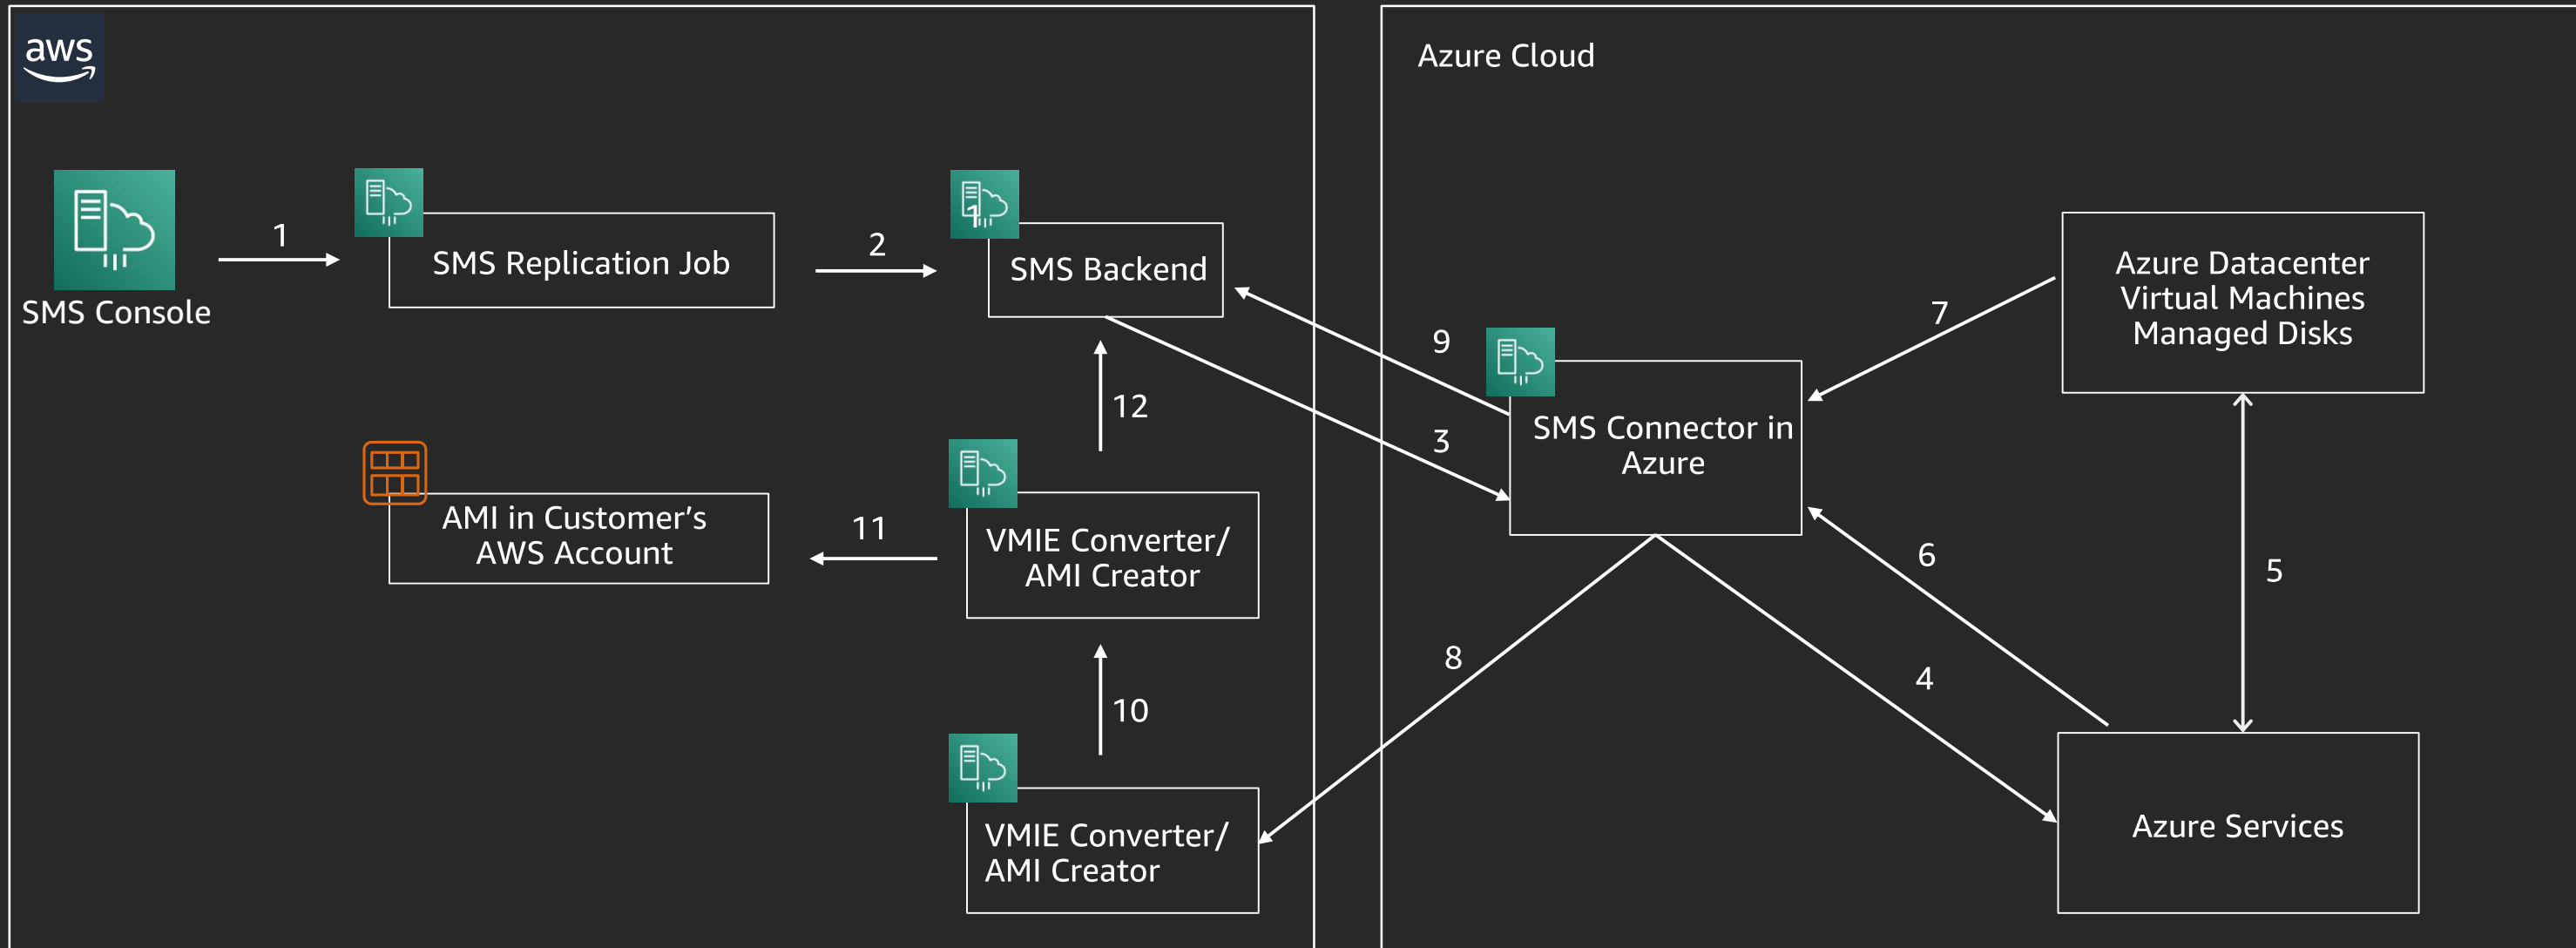 aws
Azure Cloud
SMS Console
1
SMS Replication Job
2
1
SMS Backend
9
3
12
AMI in Customer’s
AWS Account
11
VMIE Converter/
AMI Creator
10
VMIE Converter/
AMI Creator
8
SMS Connector in
Azure
7
Azure Datacenter
Virtual Machines
Managed Disks
6
4
5
Azure Services